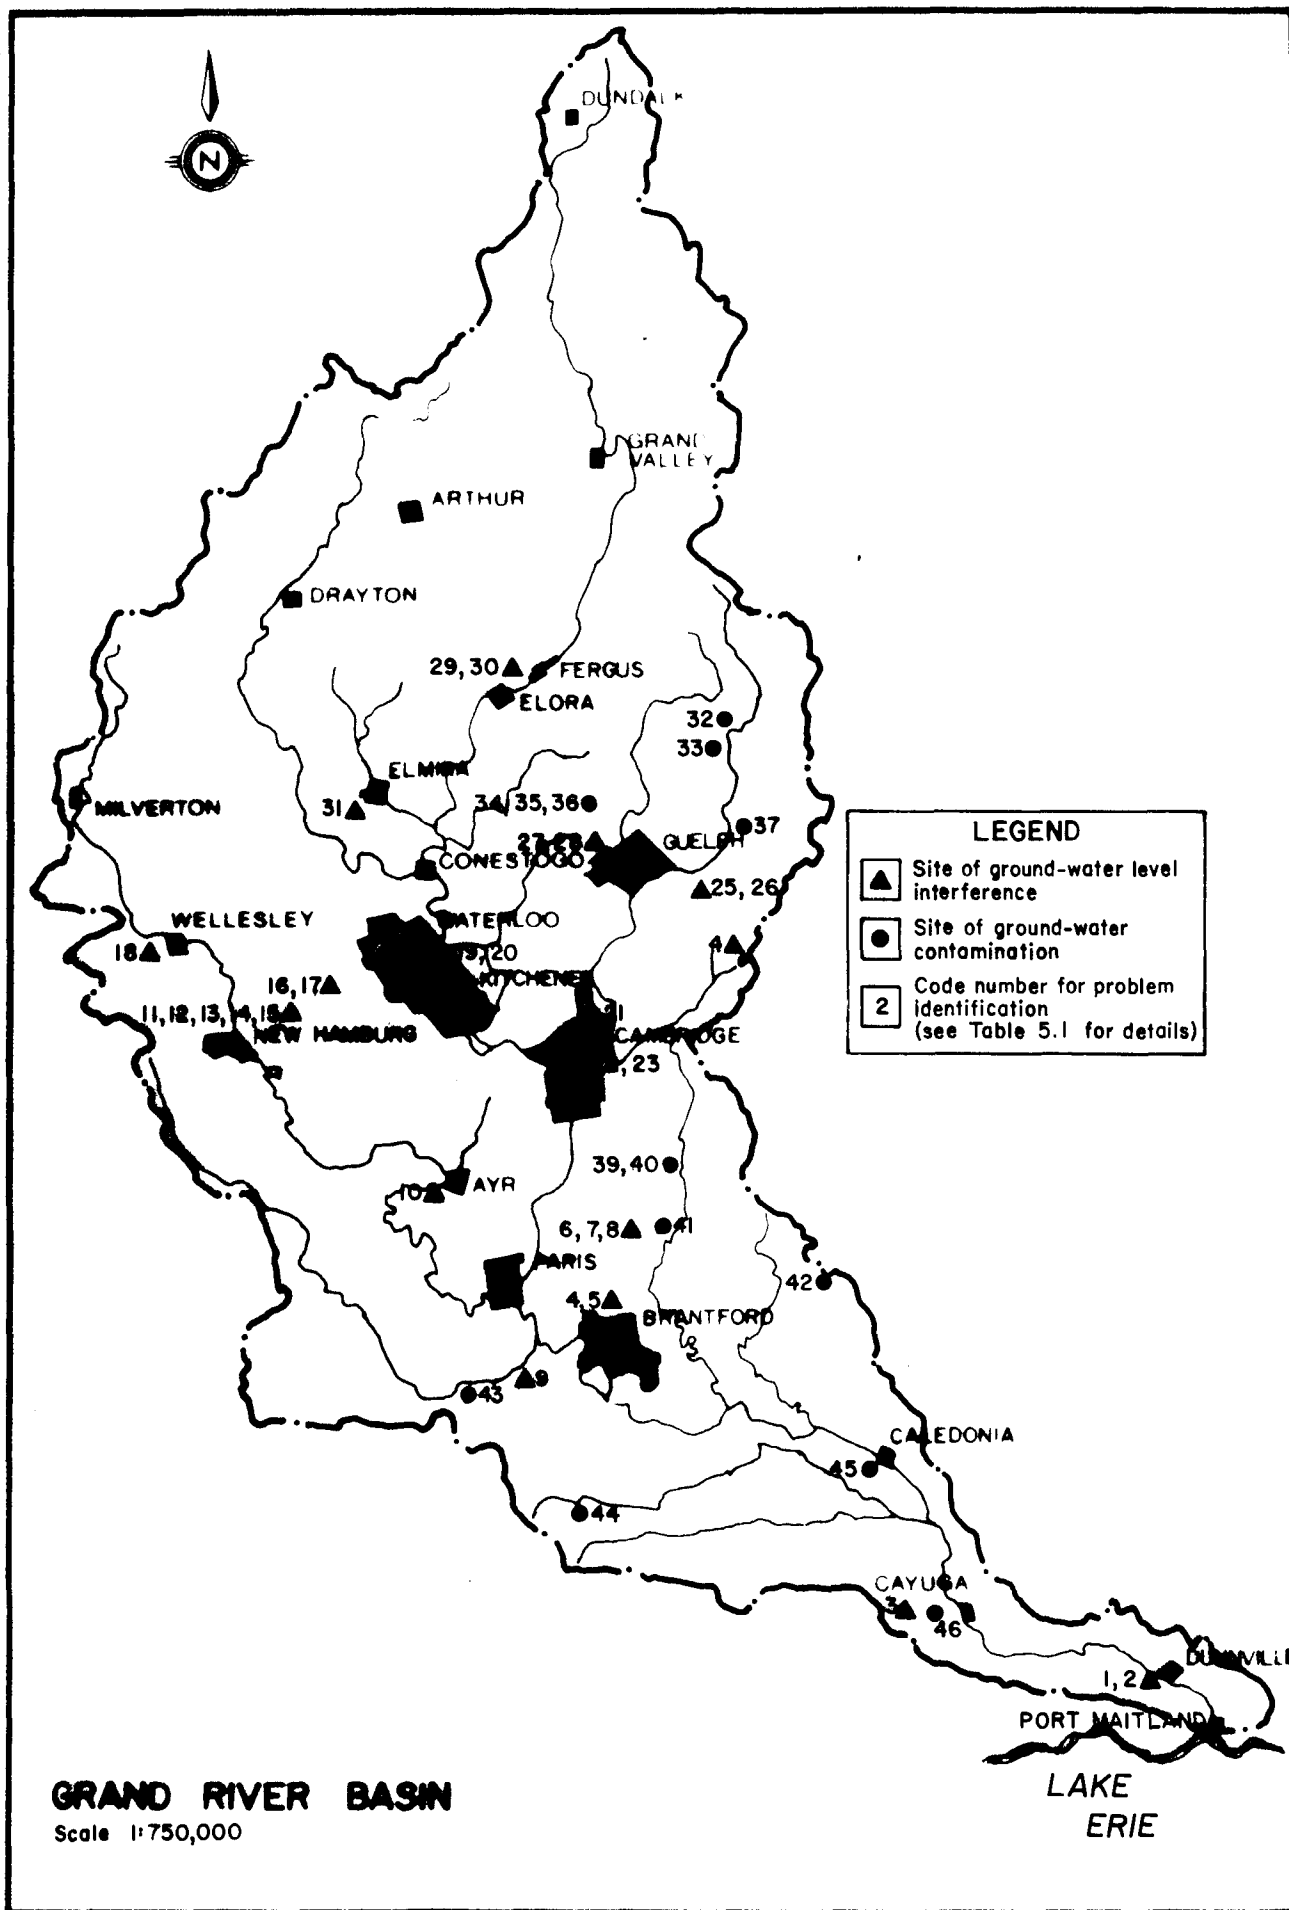 DUNDALK
N
GRAND
VALLEY
ARTHUR
DRAYTON
29, 30
FERGUS
ELORA
32
33
ELMIRA
MILVERTON
31
34, 35, 36
37
27, 28
GUELPH
CONESTOGO
25, 26
WELLESLEY
WATERLOO
18
20
4
KITCHENER
16, 17
11, 12, 13, 14, 15
NEW HAMBURG
CAMBRIDGE
, 23
LEGEND
Site of ground-water level
interference
Site of ground-water
contamination
2
Code number for problem
identification
(see Table 5.1 for details)
39, 40
10
AYR
6, 7, 8
41
PARIS
42
4, 5
BRANTFORD
43
9
CALEDONIA
45
44
CAYUGA
3
46
DUNNVILLE
1, 2
PORT MAITLAND
LAKE
ERIE
GRAND RIVER BASIN
Scale 1:750,000